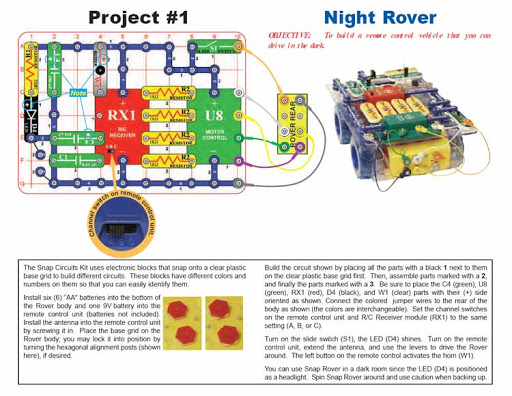 Project #1
Night Rover
OBJECTIVE: To build a remote control vehicle that you can
drive in the dark.
Note
RX1
R/C
RECEIVER
U8
MOTOR
CONTROL
S1
RESISTOR
RESISTOR
RESISTOR
RESISTOR
ROVER REAR
Channel switch on remote control unit
The Snap Circuits Kit uses electronic blocks that snap onto a clear plastic
base grid to build different circuits. These blocks have different colors and
numbers on them so that you can easily identify them.
Install six (6) "AA" batteries into the bottom of
the Rover body and one 9V battery into the
remote control unit (batteries not included).
Install the antenna into the remote control unit
by screwing it in. Place the base grid on the
Rover body; you may lock it into position by
turning the hexagonal alignment posts (shown
here), if desired.
Build the circuit shown by placing all the parts with a black 1 next to them
on the clear plastic base grid first. Then, assemble parts marked with a 2,
and finally the parts marked with a 3. Be sure to place the C4 (green), U8
(green), RX1 (red), D4 (black), and W1 (clear) parts with their (+) side
oriented as shown. Connect the colored jumper wires to the rear of the
body as shown (the colors are interchangeable). Set the channel switches
on the remote control unit and R/C Receiver module (RX1) to the same
setting (A, B, or C).
Turn on the slide switch (S1), the LED (D4) shines. Turn on the remote
control unit, extend the antenna, and use the levers to drive the Rover
around. The left button on the remote control activates the horn (W1).
You can use Snap Rover in a dark room since the LED (D4) is positioned
as a headlight. Spin Snap Rover around and use caution when backing up.